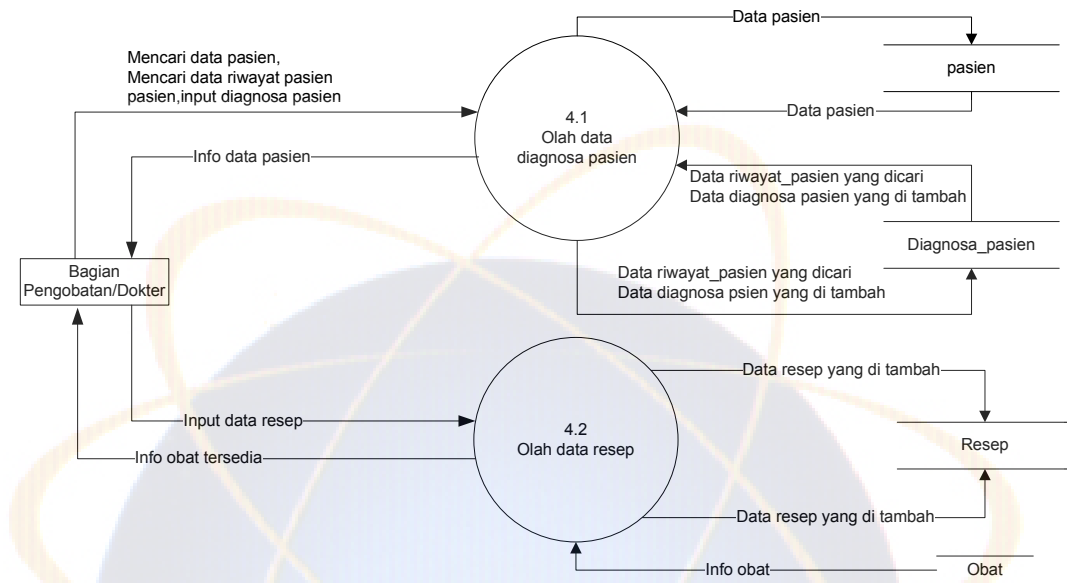 Data pasien
Mencari data pasien,
Mencari data riwayat pasien
pasien,input diagnosa pasien
pasien
4.1
Olah data
diagnosa pasien
Data pasien
Info data pasien
Data riwayat_pasien yang dicari
Data diagnosa pasien yang di tambah
Diagnosa_pasien
Bagian
Pengobatan/Dokter
Data riwayat_pasien yang dicari
Data diagnosa psien yang di tambah
Data resep yang di tambah
Input data resep
4.2
Olah data resep
Resep
Info obat tersedia
Data resep yang di tambah
Info obat
Obat